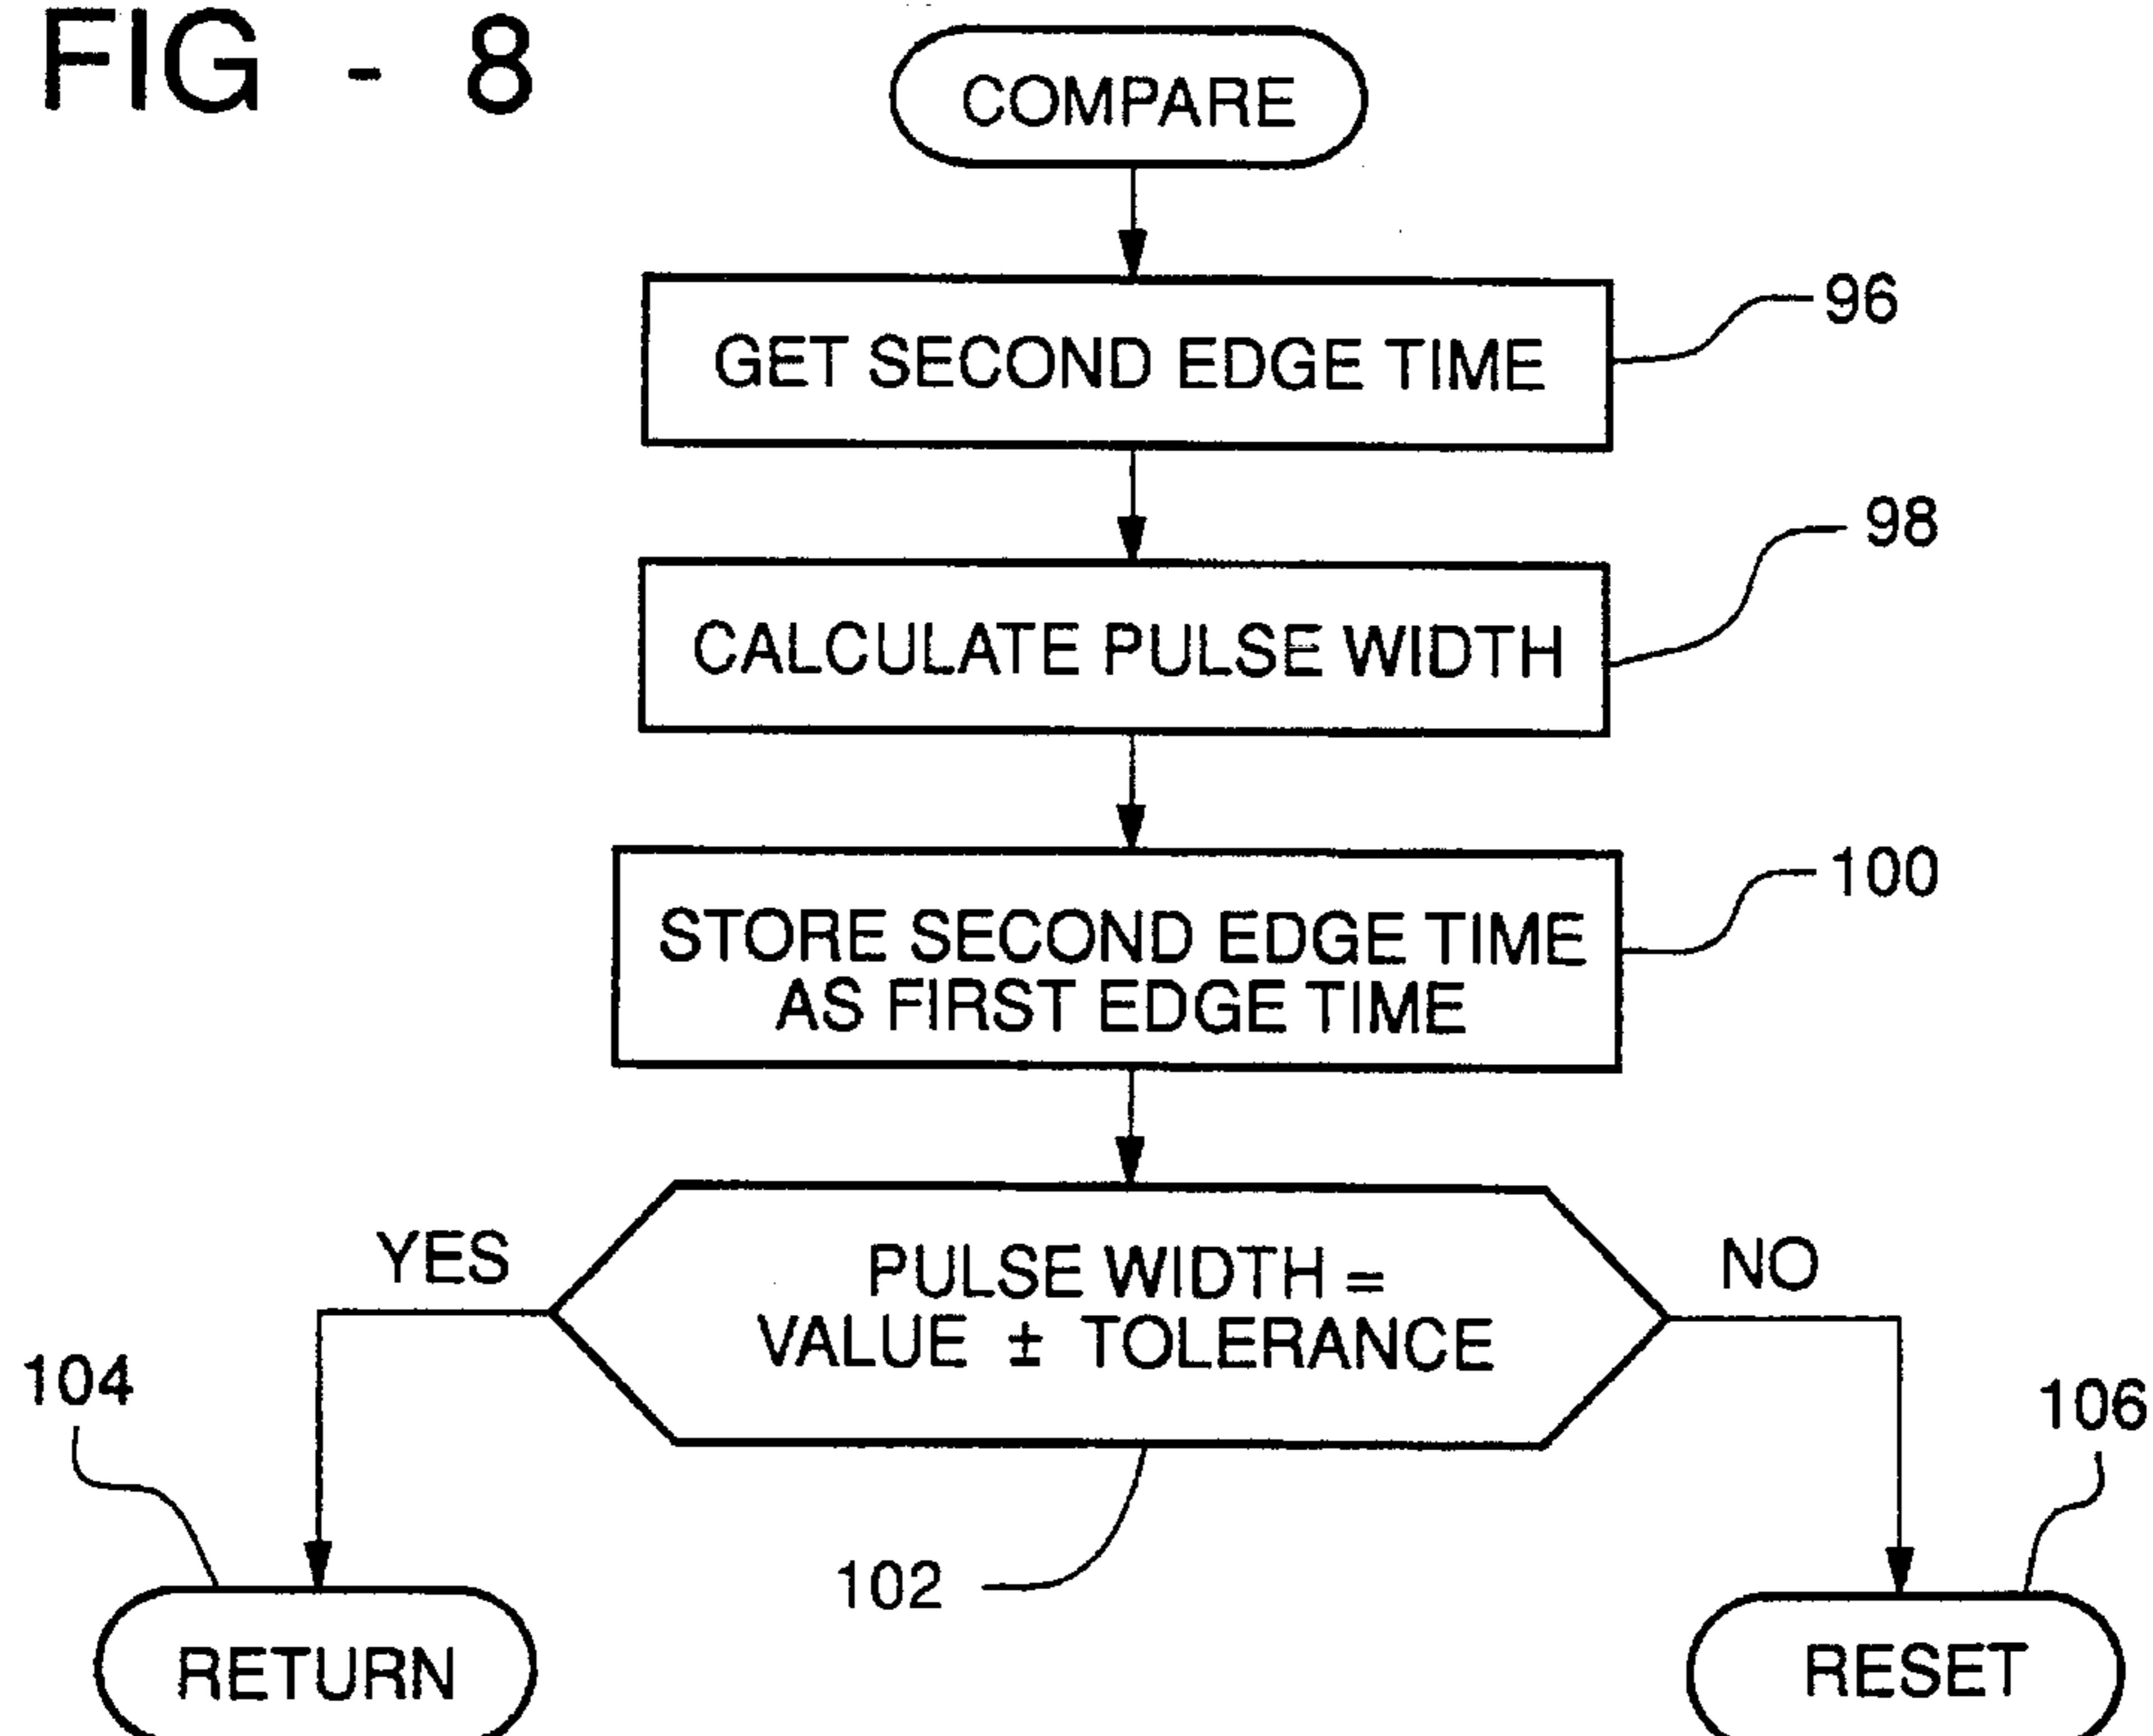 FIG - 8
COMPARE
GET SECOND EDGE TIME
96
CALCULATE PULSE WIDTH
98
STORE SECOND EDGE TIME
AS FIRST EDGE TIME
100
YES
PULSE WIDTH =
VALUE ± TOLERANCE
NO
104
106
102
RETURN
RESET